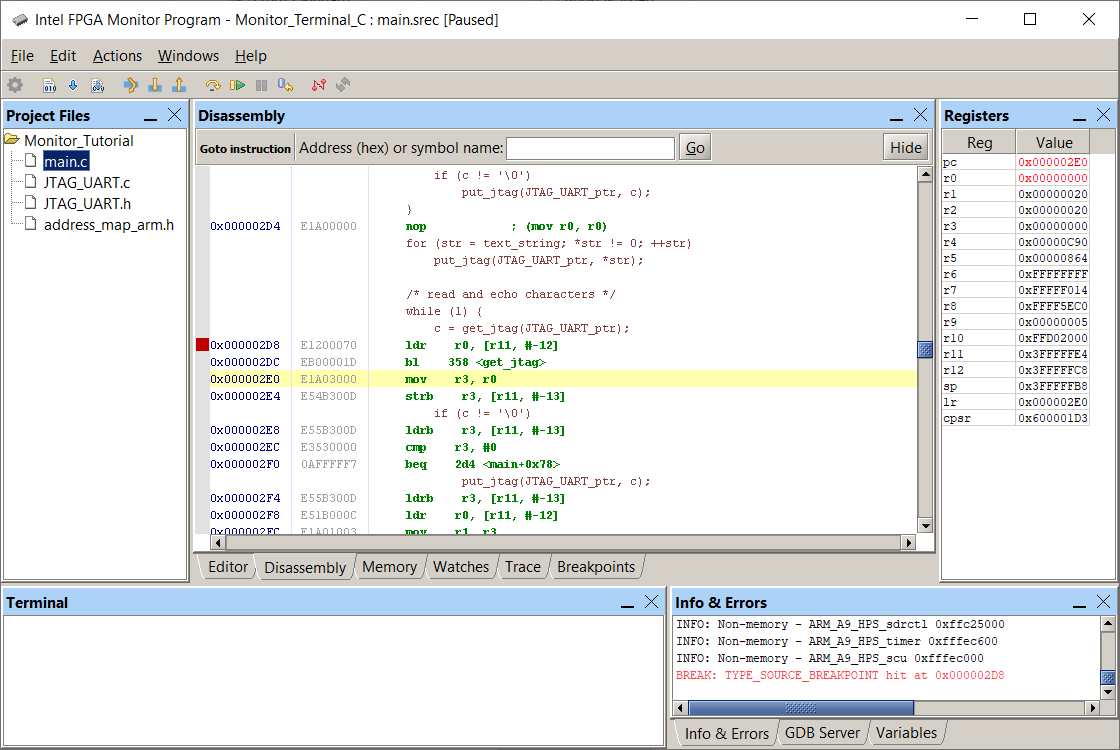 Intel FPGA Monitor Program - Monitor_Terminal_C : main.srec [Paused]
File Edit Actions Windows Help
Project Files
Monitor_Tutorial
main.c
JTAG_UART.c
JTAG_UART.h
address_map_arm.h
Disassembly
Goto instruction Address (hex) or symbol name: Go Hide
if (c != '\0')
put_jtag(JTAG_UART_ptr, c);
}
0x000002D4 E1A00000 nop ; (mov r0, r0)
for (str = text_string; *str != 0; ++str)
put_jtag(JTAG_UART_ptr, *str);
/* read and echo characters */
while (1) {
c = get_jtag(JTAG_UART_ptr);
0x000002D8 E1200070 ldr r0, [r11, #-12]
0x000002DC EB00001D bl 358 <get_jtag>
0x000002E0 E1A03000 mov r3, r0
0x000002E4 E54B300D strb r3, [r11, #-13]
if (c != '\0')
0x000002E8 E55B300D ldrb r3, [r11, #-13]
0x000002EC E3530000 cmp r3, #0
0x000002F0 0AFFFFF7 beq 2d4 <main+0x78>
put_jtag(JTAG_UART_ptr, c);
0x000002F4 E55B300D ldrb r3, [r11, #-13]
0x000002F8 E51B000C ldr r0, [r11, #-12]
0x000002FC E1A01003 mov r1, r3
Editor Disassembly Memory Watches Trace Breakpoints
Registers
Reg Value
pc 0x000002E0
r0 0x00000000
r1 0x00000020
r2 0x00000020
r3 0x00000000
r4 0x00000C90
r5 0x00000864
r6 0xFFFFFFFF
r7 0xFFFFF014
r8 0xFFFF5EC0
r9 0x00000005
r10 0xFFD02000
r11 0x3FFFFFE4
r12 0x3FFFFFC8
sp 0x3FFFFFB8
lr 0x000002E0
cpsr 0x600001D3
Terminal
Info & Errors
INFO: Non-memory - ARM_A9_HPS_sdrctl 0xffc25000
INFO: Non-memory - ARM_A9_HPS_timer 0xfffec600
INFO: Non-memory - ARM_A9_HPS_scu 0xfffec000
BREAK: TYPE_SOURCE_BREAKPOINT hit at 0x000002D8
Info & Errors GDB Server Variables